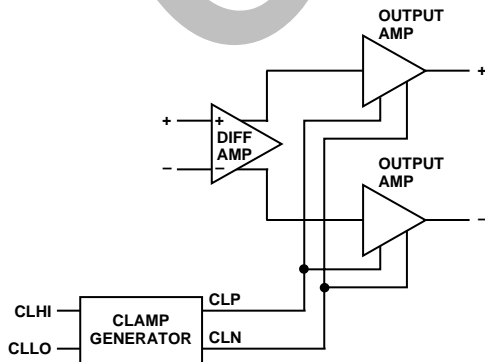 OUTPUT
AMP
+
+
+
DIFF
AMP
−
−
OUTPUT
AMP
−
CLHI
CLP
CLAMP
GENERATOR
CLLO
CLN